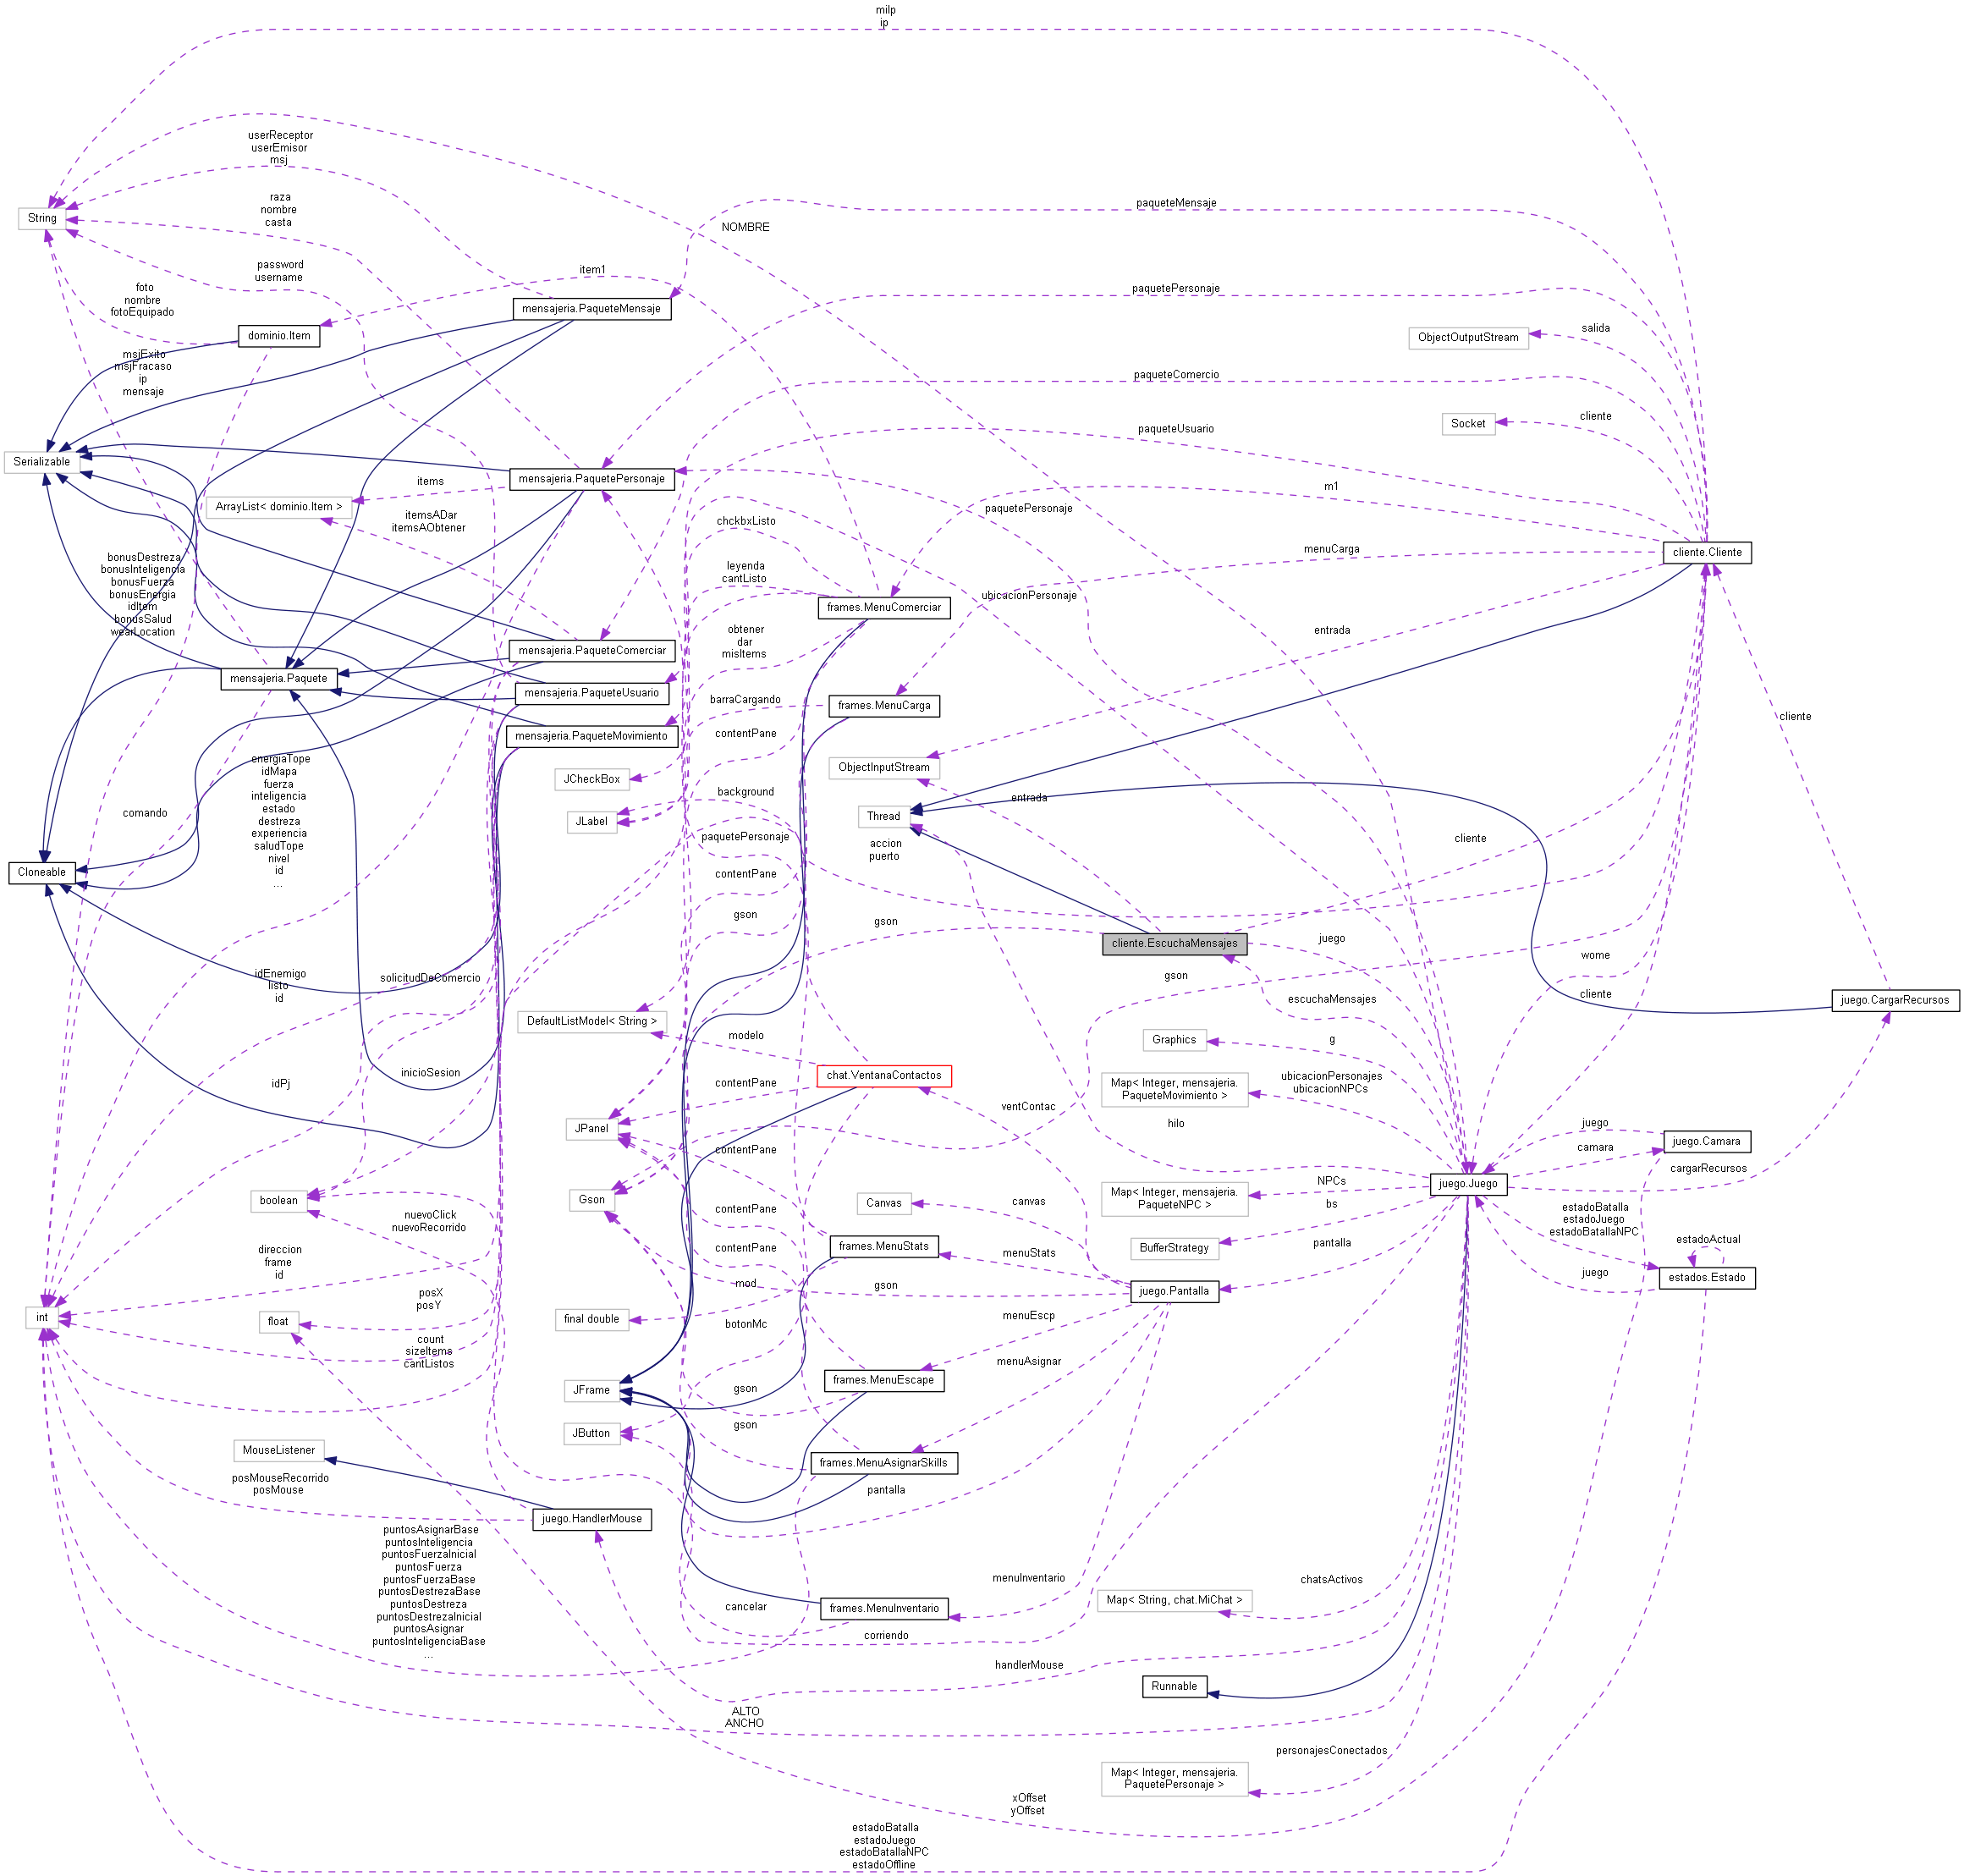 miIp
ip
userReceptor
userEmisor
msj
raza
nombre
casta
paqueteMensaje
String
NOMBRE
password
username
item1
foto
nombre
fotoEquipado
paquetePersonaje
mensajeria.PaqueteMensaje
dominio.Item
salida
ObjectOutputStream
msjExito
msjFracaso
ip
mensaje
paqueteComercio
cliente
Socket
paqueteUsuario
Serializable
mensajeria.PaquetePersonaje
items
m1
ArrayList< dominio.Item >
itemsADar
itemsAObtener
chckbxListo
paquetePersonaje
menuCarga
cliente.Cliente
bonusDestreza
bonusInteligencia
bonusFuerza
bonusEnergia
idItem
bonusSalud
wearLocation
leyenda
cantListo
ubicacionPersonaje
frames.MenuComerciar
obtener
dar
misItems
entrada
mensajeria.PaqueteComerciar
mensajeria.Paquete
mensajeria.PaqueteUsuario
barraCargando
frames.MenuCarga
cliente
mensajeria.PaqueteMovimiento
contentPane
energiaTope
idMapa
fuerza
inteligencia
estado
destreza
experiencia
saludTope
nivel
id
...
ObjectInputStream
JCheckBox
background
entrada
comando
JLabel
Thread
paquetePersonaje
accion
puerto
cliente
Cloneable
contentPane
gson
gson
juego
cliente.EscuchaMensajes
wome
solicitudDeComercio
idEnemigo
listo
id
gson
cliente
escuchaMensajes
juego.CargarRecursos
DefaultListModel< String >
modelo
Graphics
g
inicioSesion
idPj
chat.VentanaContactos
contentPane
ubicacionPersonajes
ubicacionNPCs
Map< Integer, mensajeria.
PaqueteMovimiento >
ventContac
hilo
JPanel
juego
juego.Camara
contentPane
camara
cargarRecursos
boolean
Gson
Canvas
canvas
NPCs
juego.Juego
Map< Integer, mensajeria.
PaqueteNPC >
bs
nuevoClick
nuevoRecorrido
contentPane
estadoBatalla
estadoJuego
estadoBatallaNPC
frames.MenuStats
menuStats
BufferStrategy
pantalla
estadoActual
direccion
frame
id
contentPane
mod
gson
juego
estados.Estado
juego.Pantalla
posX
posY
int
float
final double
botonMc
menuEscp
count
sizeItems
cantListos
menuAsignar
frames.MenuEscape
JFrame
gson
gson
JButton
MouseListener
frames.MenuAsignarSkills
posMouseRecorrido
posMouse
pantalla
juego.HandlerMouse
puntosAsignarBase
puntosInteligencia
puntosFuerzaInicial
puntosFuerza
puntosFuerzaBase
puntosDestrezaBase
puntosDestreza
puntosDestrezaInicial
puntosAsignar
puntosInteligenciaBase
...
menuInventario
chatsActivos
Map< String, chat.MiChat >
cancelar
frames.MenuInventario
corriendo
handlerMouse
Runnable
ALTO
ANCHO
personajesConectados
Map< Integer, mensajeria.
PaquetePersonaje >
xOffset
yOffset
estadoBatalla
estadoJuego
estadoBatallaNPC
estadoOffline